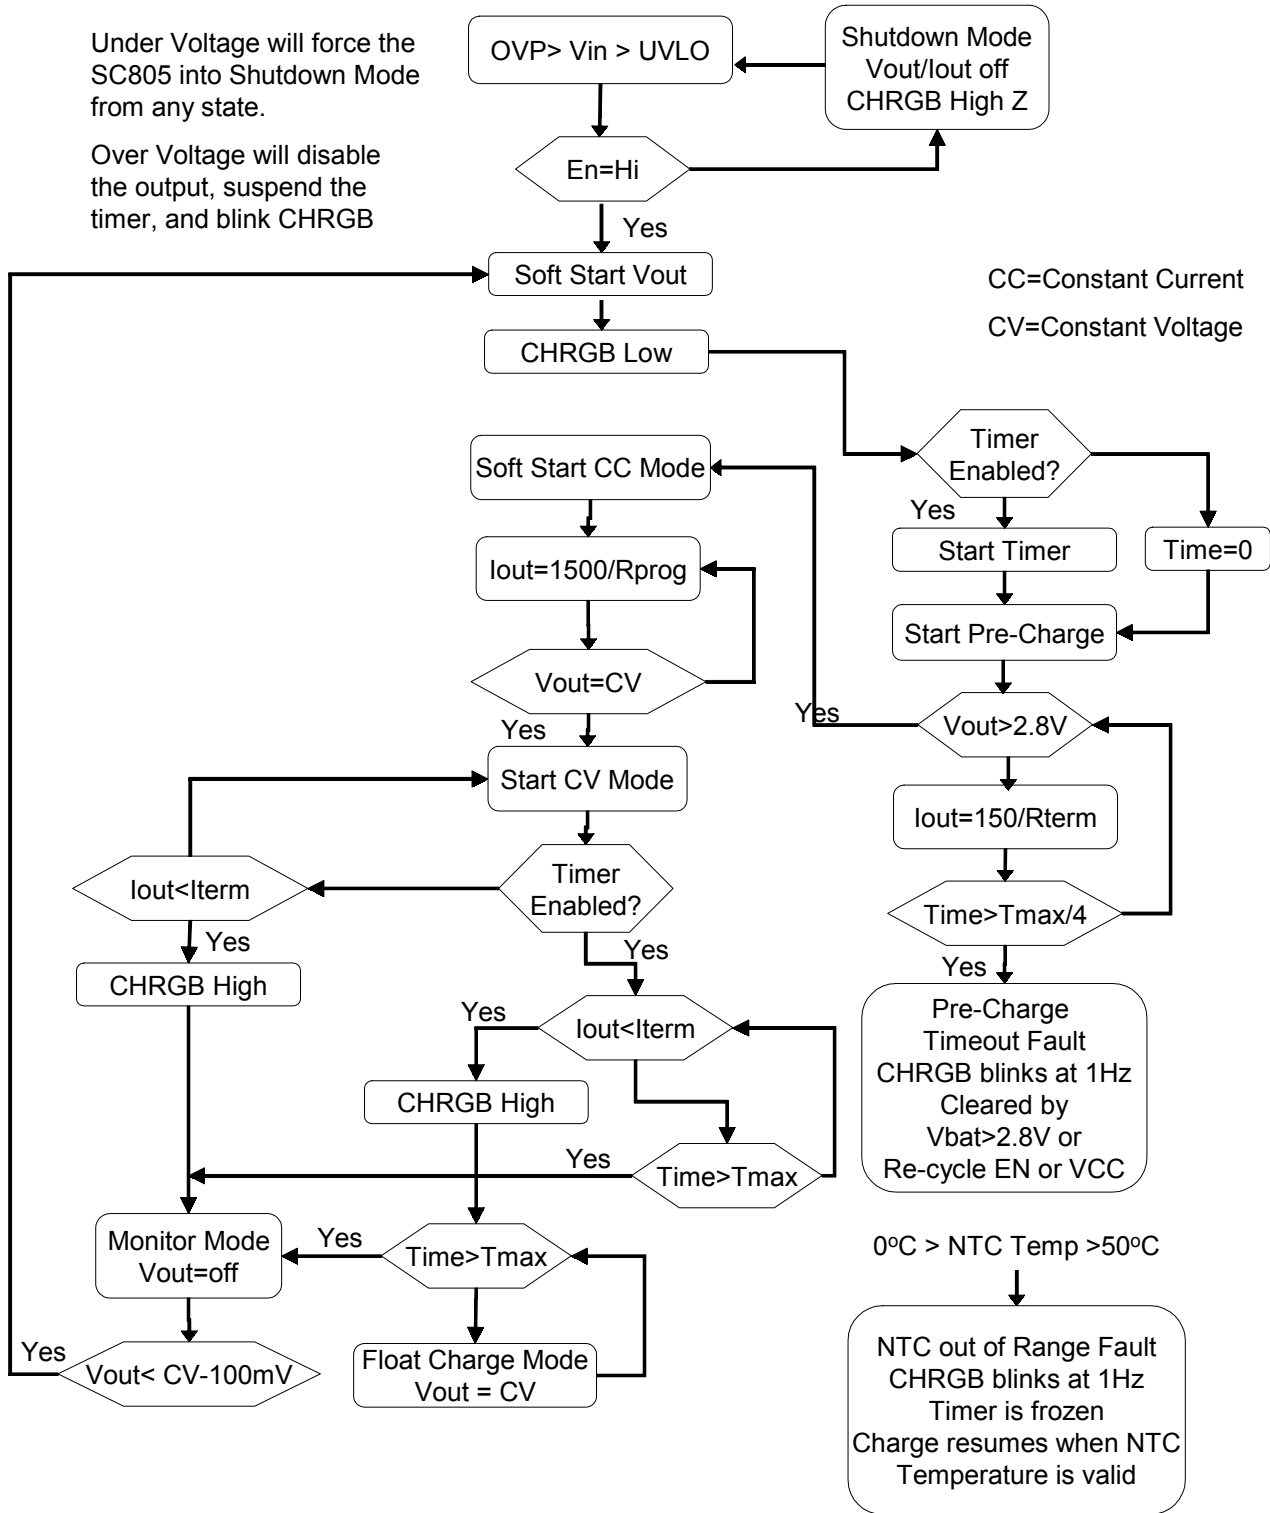 Under Voltage will force the
SC805 into Shutdown Mode
from any state.
Over Voltage will disable
the output, suspend the
timer, and blink CHRGB
OVP> Vin > UVLO
Shutdown Mode
Vout/Iout off
CHRGB High Z
En=Hi
Yes
Soft Start Vout
CHRGB Low
CC=Constant Current
CV=Constant Voltage
Timer
Enabled?
Yes
Start Timer
Time=0
Start Pre-Charge
Vout>2.8V
Yes
Iout=150/Rterm
Time>Tmax/4
Yes
Pre-Charge
Timeout Fault
CHRGB blinks at 1Hz
Cleared by
Vbat>2.8V or
Re-cycle EN or VCC
Soft Start CC Mode
Iout=1500/Rprog
Vout=CV
Yes
Start CV Mode
Timer
Enabled?
Iout<Iterm
Yes
CHRGB High
Yes
Iout<Iterm
Yes
CHRGB High
Time>Tmax
Yes
Monitor Mode
Vout=off
Yes
Time>Tmax
Float Charge Mode
Vout = CV
Vout< CV-100mV
Yes
0ºC > NTC Temp >50ºC
NTC out of Range Fault
CHRGB blinks at 1Hz
Timer is frozen
Charge resumes when NTC
Temperature is valid